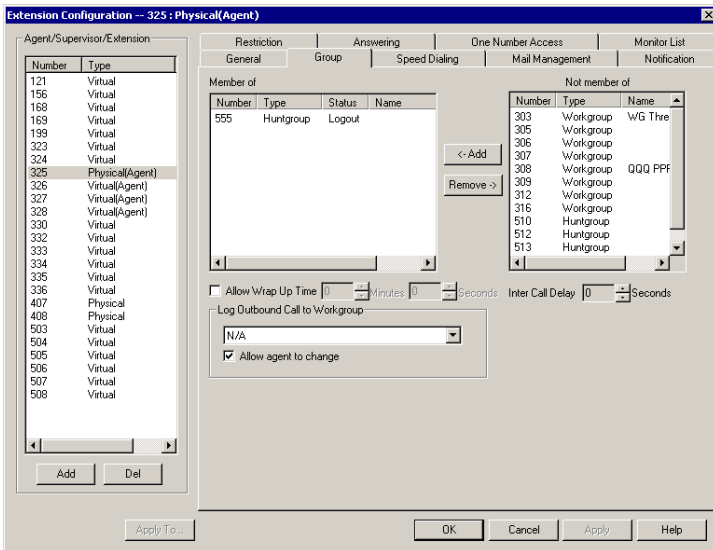 Extension Configuration -- 325 : Physical(Agent)
Agent/Supervisor/Extension
Number Type
121 Virtual
156 Virtual
168 Virtual
169 Virtual
199 Virtual
323 Virtual
324 Virtual
325 Physical(Agent)
326 Virtual(Agent)
327 Virtual(Agent)
328 Virtual(Agent)
330 Virtual
332 Virtual
333 Virtual
334 Virtual
335 Virtual
336 Virtual
407 Physical
408 Physical
503 Virtual
504 Virtual
505 Virtual
506 Virtual
507 Virtual
508 Virtual
Add Del
Restriction Answering One Number Access Monitor List
General Group Speed Dialing Mail Management Notification
Member of
Number Type Status Name
555 Huntgroup Logout
<- Add
Remove ->
Not member of
Number Type Name
303 Workgroup WG Thre
305 Workgroup
306 Workgroup
307 Workgroup
308 Workgroup QQQ PPF
309 Workgroup
312 Workgroup
316 Workgroup
510 Huntgroup
512 Huntgroup
513 Huntgroup
Allow Wrap Up Time 0 Minutes 0 Seconds Inter Call Delay 0 Seconds
Log Outbound Call to Workgroup
N/A
Allow agent to change
Apply To... OK Cancel Apply Help